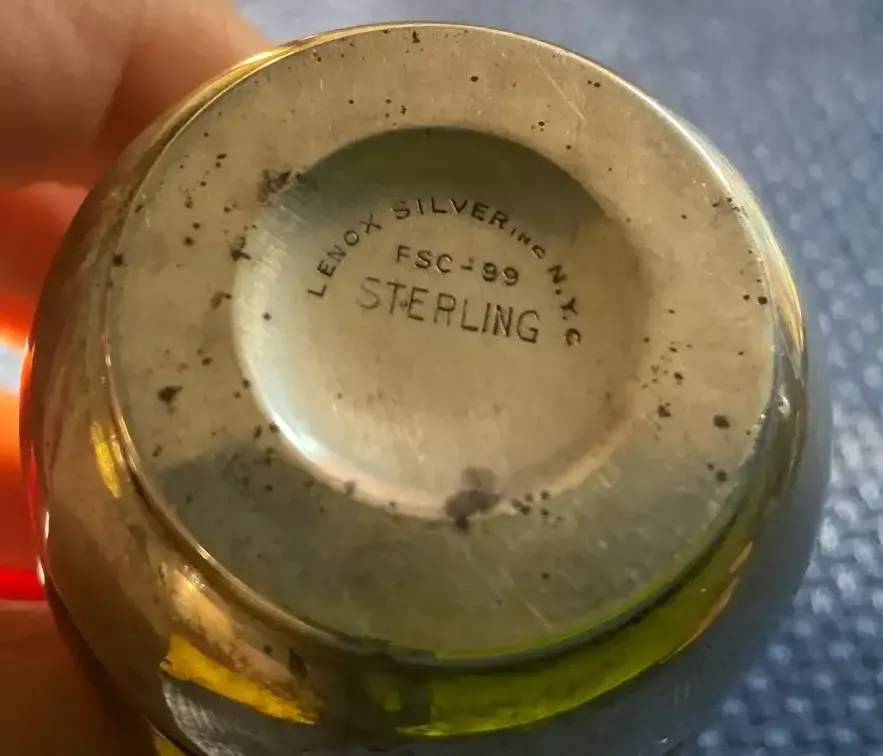 LENOX SILVER INC N.Y.C
FSC-99
STERLING